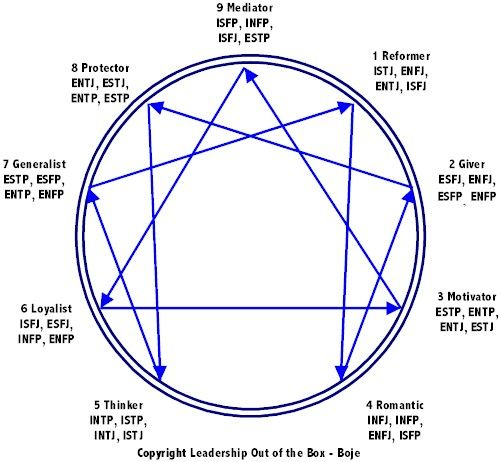 9 Mediator
ISFP, INFP,
ISFJ, ESTP
1 Reformer
ISTJ, ENFJ,
ENTJ, ISFJ
8 Protector
ENTJ, ESTJ,
ENTP, ESTP
7 Generalist
ESTP, ESFP,
ENTP, ENFP
2 Giver
ESFJ, ENFJ,
ESFP, ENFP
6 Loyalist
ISFJ, ESFJ,
INFP, ENFP
3 Motivator
ESTP, ENTP,
ENTJ, ESTJ
5 Thinker
INTP, ISTP,
INTJ, ISTJ
4 Romantic
INFJ, INFP,
ENFJ, ISFP
Copyright Leadership Out of the Box - Boje